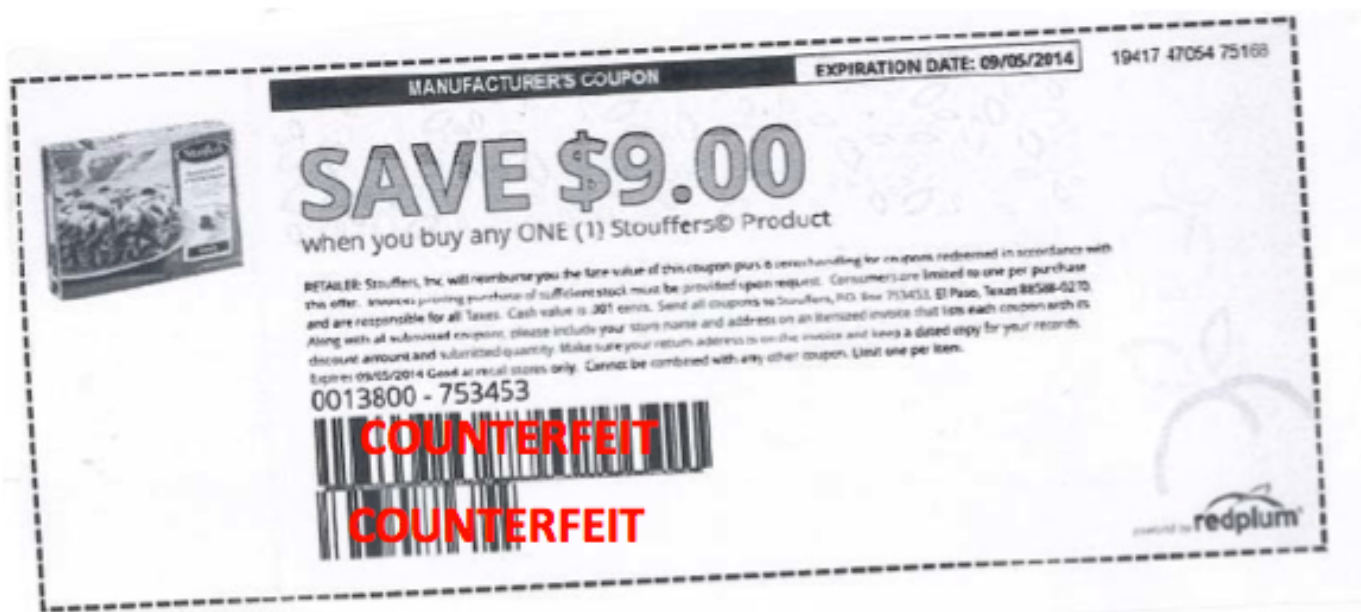 MANUFACTURER'S COUPON
EXPIRATION DATE: 09/05/2014
19417 47054 75168
SAVE $9.00
when you buy any ONE (1) Stouffers© Product
RETAILER: Stouffers, Inc. will reimburse you the face value of this coupon plus 8 cents handling for coupons redeemed in accordance with
this offer. Invoices proving purchase of sufficient stock must be provided upon request. Consumers are limited to one per purchase
and are responsible for all Taxes. Cash value is .001 cents. Send all coupons to Stouffers, P.O. Box 753453, El Paso, Texas 88588-0270.
Along with all submitted coupons, please include your store name and address on an itemized invoice that lists each coupon with its
discount amount and submitted quantity. Make sure your return address is on the invoice and keep a dated copy for your records.
Expires 09/05/2014 Good at retail stores only. Cannot be combined with any other coupon. Limit one per item.
0013800 - 753453
COUNTERFEIT
COUNTERFEIT
powered by redplum